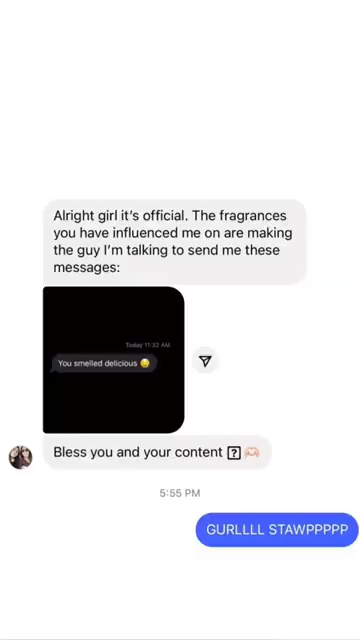 Alright girl it's official. The fragrances
you have influenced me on are making
the guy I'm talking to send me these
messages:
Today 11:32 AM
You smelled delicious 🤤
Bless you and your content ⍰ 🫶🏻
5:55 PM
GURLLLL STAWPPPPP